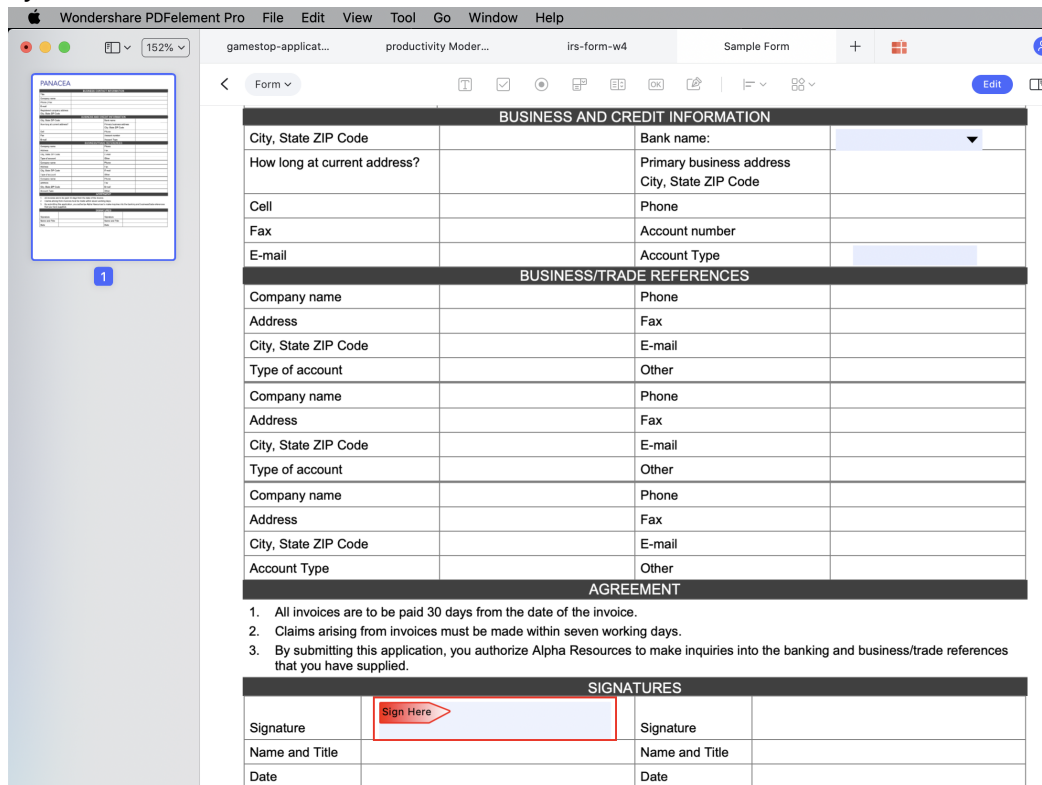 Wondershare PDFelement Pro File Edit View Tool Go Window Help
152% gamestop-applicat... productivity Moder... irs-form-w4 Sample Form +
Form OK Edit
PANACEA
1
BUSINESS AND CREDIT INFORMATION
City, State ZIP Code Bank name:
How long at current address? Primary business address
City, State ZIP Code
Cell Phone
Fax Account number
E-mail Account Type
BUSINESS/TRADE REFERENCES
Company name Phone
Address Fax
City, State ZIP Code E-mail
Type of account Other
Company name Phone
Address Fax
City, State ZIP Code E-mail
Type of account Other
Company name Phone
Address Fax
City, State ZIP Code E-mail
Account Type Other
AGREEMENT
1. All invoices are to be paid 30 days from the date of the invoice.
2. Claims arising from invoices must be made within seven working days.
3. By submitting this application, you authorize Alpha Resources to make inquiries into the banking and business/trade references
that you have supplied.
SIGNATURES
Sign Here
Signature Signature
Name and Title Name and Title
Date Date